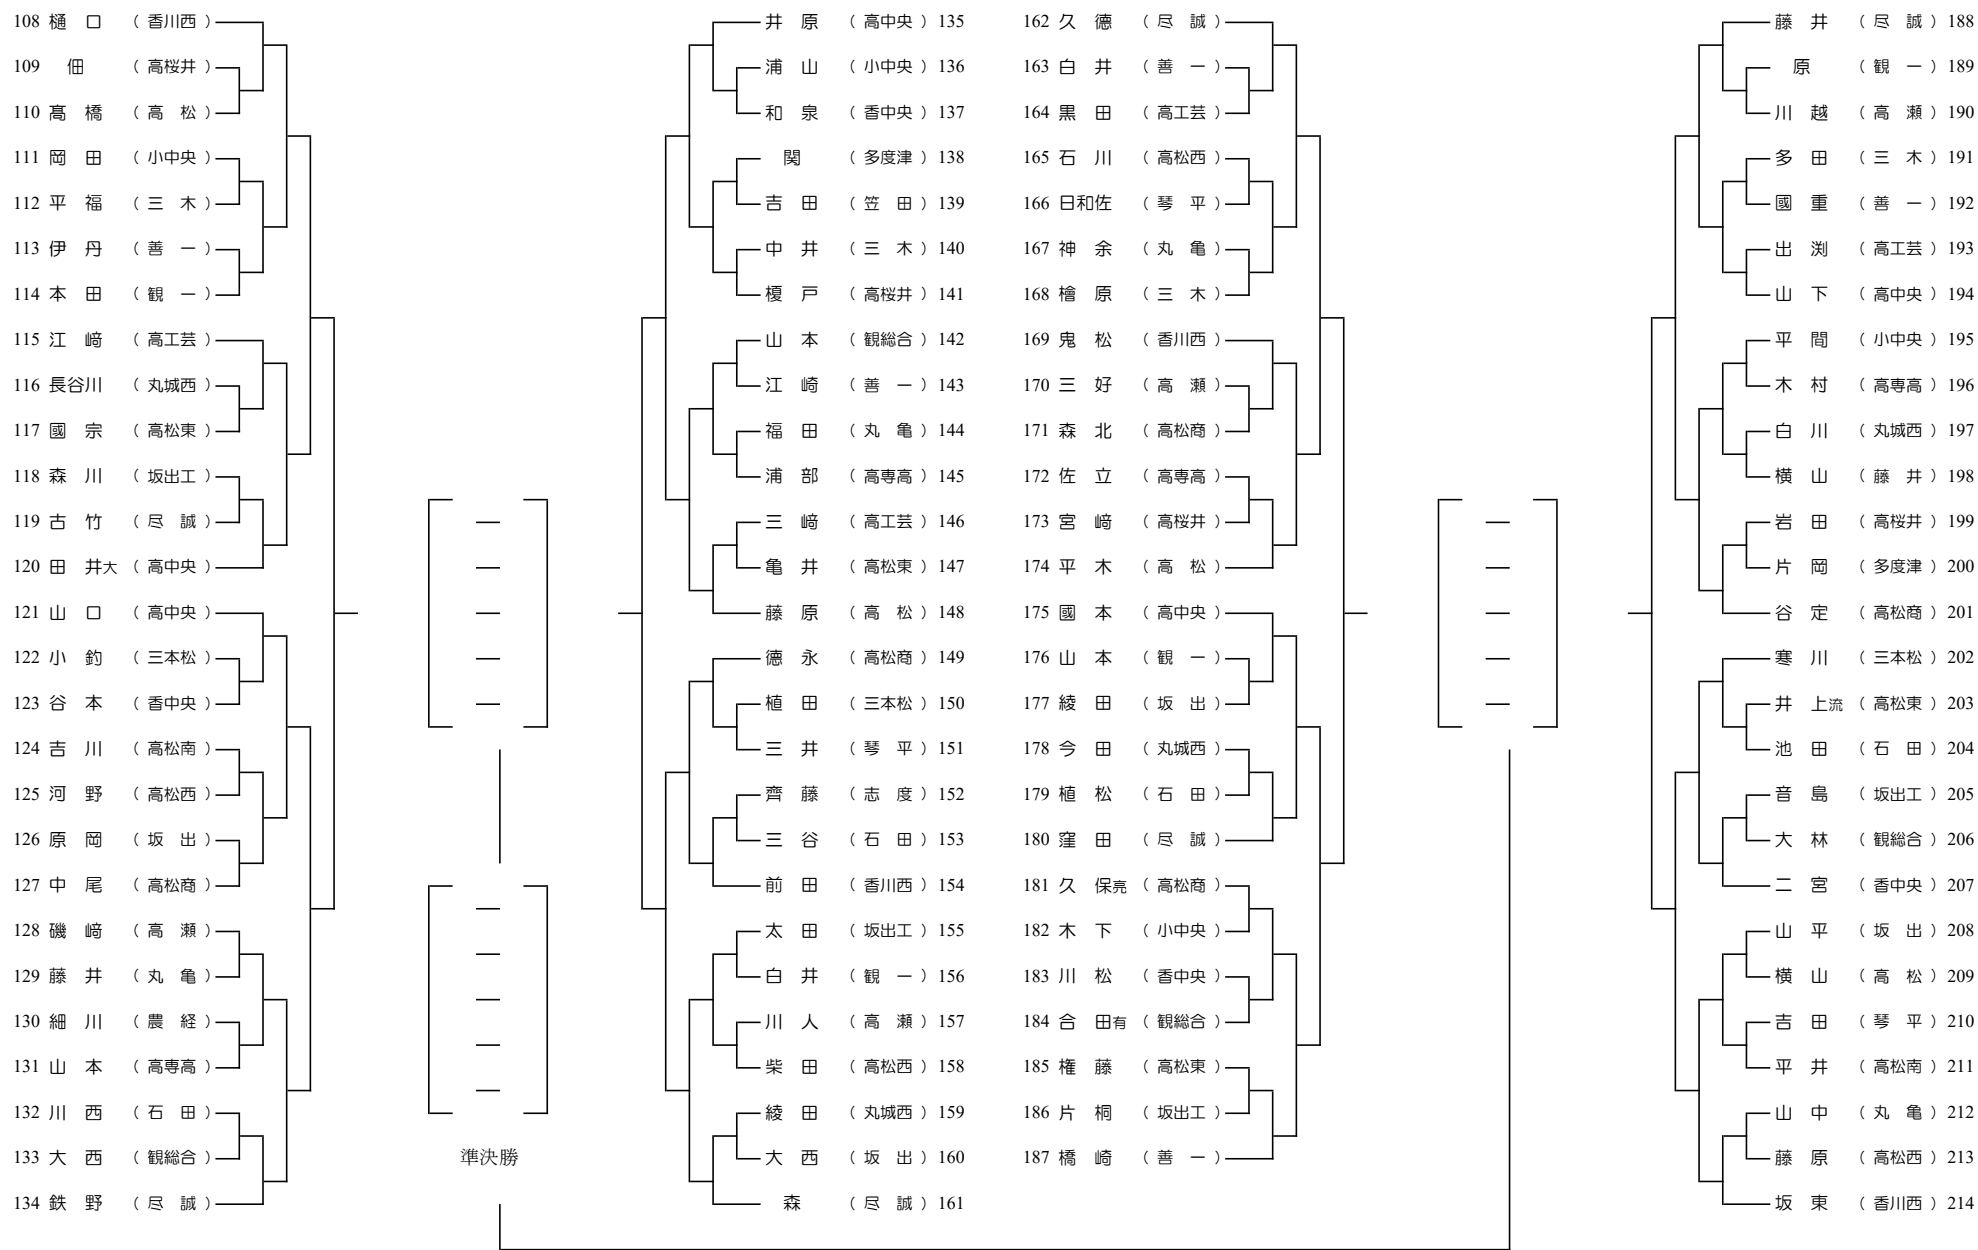 108 樋 口 （ 香川西 ）
109 佃 （ 高桜井 ）
110 髙 橋 （ 高 松 ）
111 岡 田 （ 小中央 ）
112 平 福 （ 三 木 ）
113 伊 丹 （ 善 一 ）
114 本 田 （ 観 一 ）
115 江 﨑 （ 高工芸 ）
116 長谷川 （ 丸城西 ）
117 國 宗 （ 高松東 ）
118 森 川 （ 坂出工 ）
119 古 竹 （ 尽 誠 ）
120 田 井大 （ 高中央 ）
121 山 口 （ 高中央 ）
122 小 釣 （ 三本松 ）
123 谷 本 （ 香中央 ）
124 吉 川 （ 高松南 ）
125 河 野 （ 高松西 ）
126 原 岡 （ 坂 出 ）
127 中 尾 （ 高松商 ）
128 磯 﨑 （ 高 瀬 ）
129 藤 井 （ 丸 亀 ）
130 細 川 （ 農 経 ）
131 山 本 （ 高専高 ）
132 川 西 （ 石 田 ）
133 大 西 （ 観総合 ）
134 鉄 野 （ 尽 誠 ）
準決勝
井 原 （ 高中央 ） 135
浦 山 （ 小中央 ） 136
和 泉 （ 香中央 ） 137
関 （ 多度津 ） 138
吉 田 （ 笠 田 ） 139
中 井 （ 三 木 ） 140
榎 戸 （ 高桜井 ） 141
山 本 （ 観総合 ） 142
江 崎 （ 善 一 ） 143
福 田 （ 丸 亀 ） 144
浦 部 （ 高専高 ） 145
三 﨑 （ 高工芸 ） 146
亀 井 （ 高松東 ） 147
藤 原 （ 高 松 ） 148
德 永 （ 高松商 ） 149
植 田 （ 三本松 ） 150
三 井 （ 琴 平 ） 151
齊 藤 （ 志 度 ） 152
三 谷 （ 石 田 ） 153
前 田 （ 香川西 ） 154
太 田 （ 坂出工 ） 155
白 井 （ 観 一 ） 156
川 人 （ 高 瀬 ） 157
柴 田 （ 高松西 ） 158
綾 田 （ 丸城西 ） 159
大 西 （ 坂 出 ） 160
森 （ 尽 誠 ） 161
162 久 德 （ 尽 誠 ）
163 白 井 （ 善 一 ）
164 黒 田 （ 高工芸 ）
165 石 川 （ 高松西 ）
166 日和佐 （ 琴 平 ）
167 神 余 （ 丸 亀 ）
168 檜 原 （ 三 木 ）
169 鬼 松 （ 香川西 ）
170 三 好 （ 高 瀬 ）
171 森 北 （ 高松商 ）
172 佐 立 （ 高専高 ）
173 宮 﨑 （ 高桜井 ）
174 平 木 （ 高 松 ）
175 國 本 （ 高中央 ）
176 山 本 （ 観 一 ）
177 綾 田 （ 坂 出 ）
178 今 田 （ 丸城西 ）
179 植 松 （ 石 田 ）
180 窪 田 （ 尽 誠 ）
181 久 保亮 （ 高松商 ）
182 木 下 （ 小中央 ）
183 川 松 （ 香中央 ）
184 合 田有 （ 観総合 ）
185 権 藤 （ 高松東 ）
186 片 桐 （ 坂出工 ）
187 橋 崎 （ 善 一 ）
藤 井 （ 尽 誠 ） 188
原 （ 観 一 ） 189
川 越 （ 高 瀬 ） 190
多 田 （ 三 木 ） 191
國 重 （ 善 一 ） 192
出 渕 （ 高工芸 ） 193
山 下 （ 高中央 ） 194
平 間 （ 小中央 ） 195
木 村 （ 高専高 ） 196
白 川 （ 丸城西 ） 197
横 山 （ 藤 井 ） 198
岩 田 （ 高桜井 ） 199
片 岡 （ 多度津 ） 200
谷 定 （ 高松商 ） 201
寒 川 （ 三本松 ） 202
井 上流 （ 高松東 ） 203
池 田 （ 石 田 ） 204
音 島 （ 坂出工 ） 205
大 林 （ 観総合 ） 206
二 宮 （ 香中央 ） 207
山 平 （ 坂 出 ） 208
横 山 （ 高 松 ） 209
吉 田 （ 琴 平 ） 210
平 井 （ 高松南 ） 211
山 中 （ 丸 亀 ） 212
藤 原 （ 高松西 ） 213
坂 東 （ 香川西 ） 214